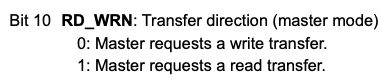 Bit 10 RD_WRN: Transfer direction (master mode)
0: Master requests a write transfer.
1: Master requests a read transfer.